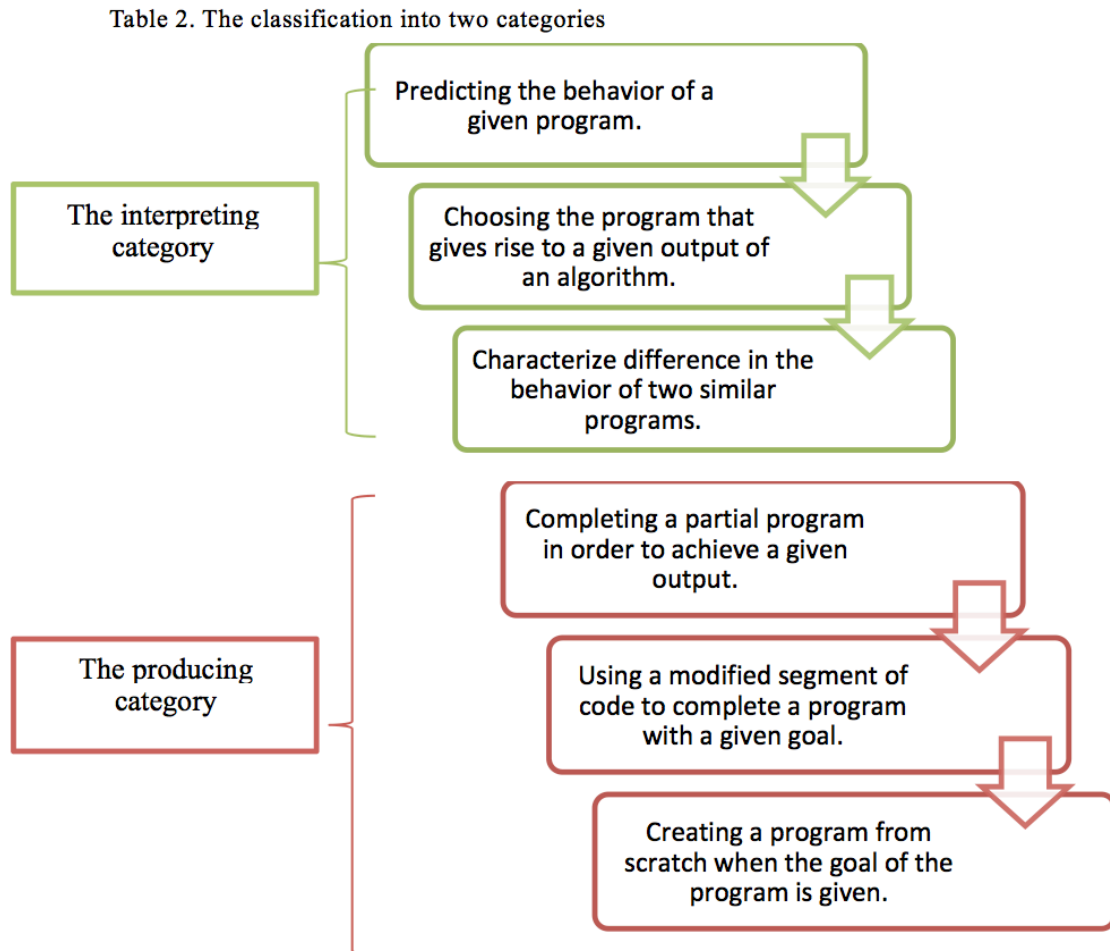 Table 2. The classification into two categories
Predicting the behavior of a
given program.
The interpreting
category
Choosing the program that
gives rise to a given output of
an algorithm.
Characterize difference in the
behavior of two similar
programs.
Completing a partial program
in order to achieve a given
output.
The producing
category
Using a modified segment of
code to complete a program
with a given goal.
Creating a program from
scratch when the goal of the
program is given.